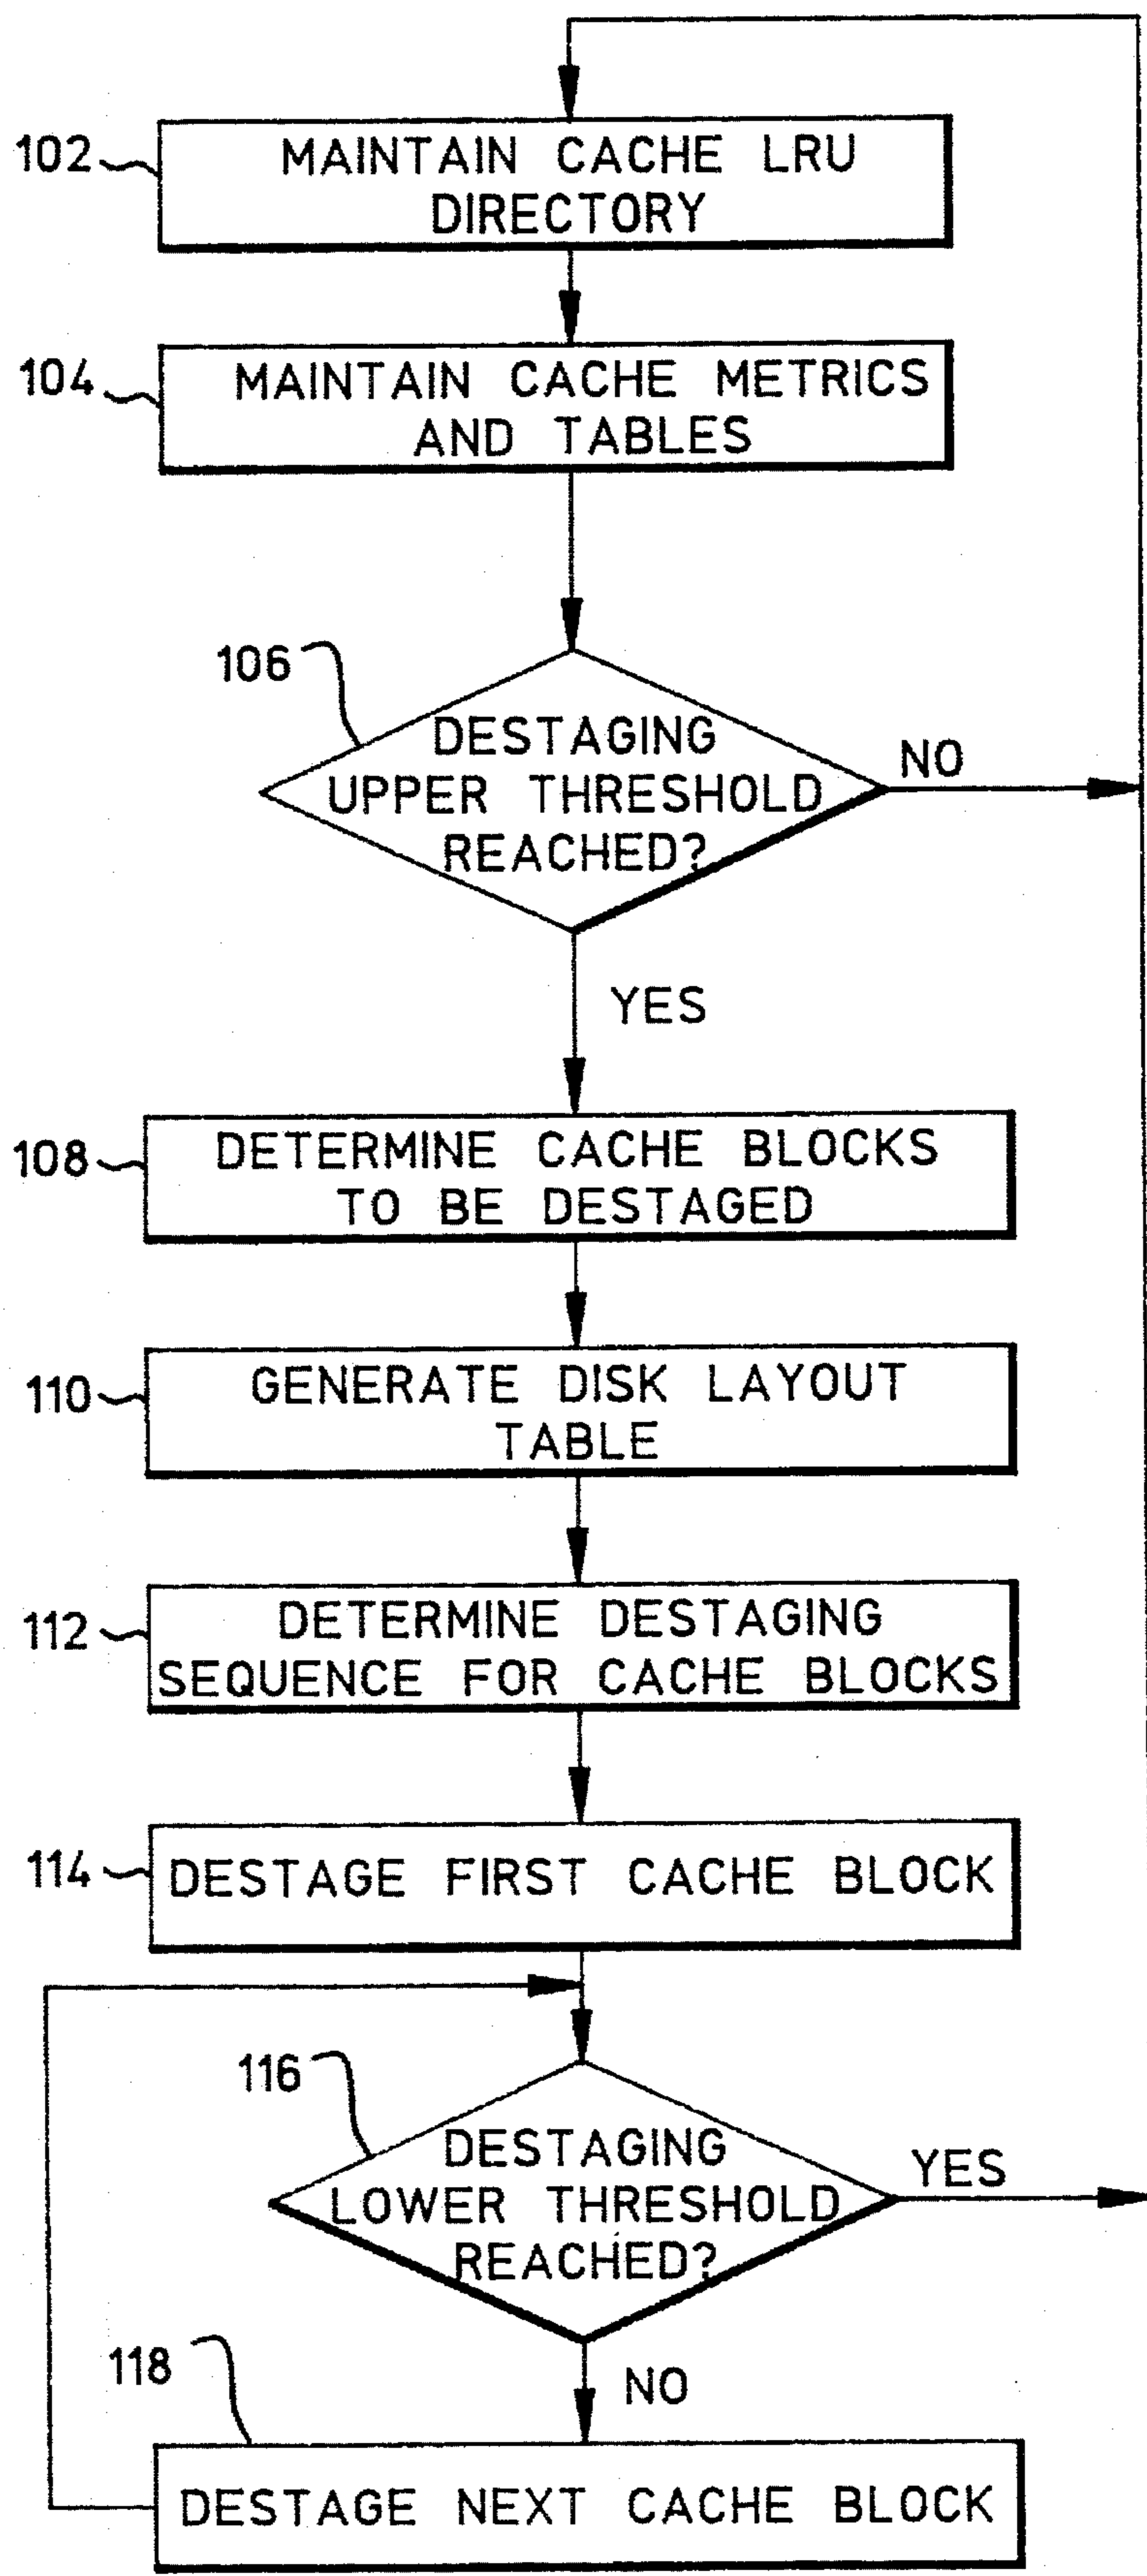 102
MAINTAIN CACHE LRU
DIRECTORY
104
MAINTAIN CACHE METRICS
AND TABLES
106
DESTAGING
UPPER THRESHOLD
REACHED?
NO
YES
108
DETERMINE CACHE BLOCKS
TO BE DESTAGED
110
GENERATE DISK LAYOUT
TABLE
112
DETERMINE DESTAGING
SEQUENCE FOR CACHE BLOCKS
114
DESTAGE FIRST CACHE BLOCK
116
DESTAGING
LOWER THRESHOLD
REACHED?
YES
NO
118
DESTAGE NEXT CACHE BLOCK